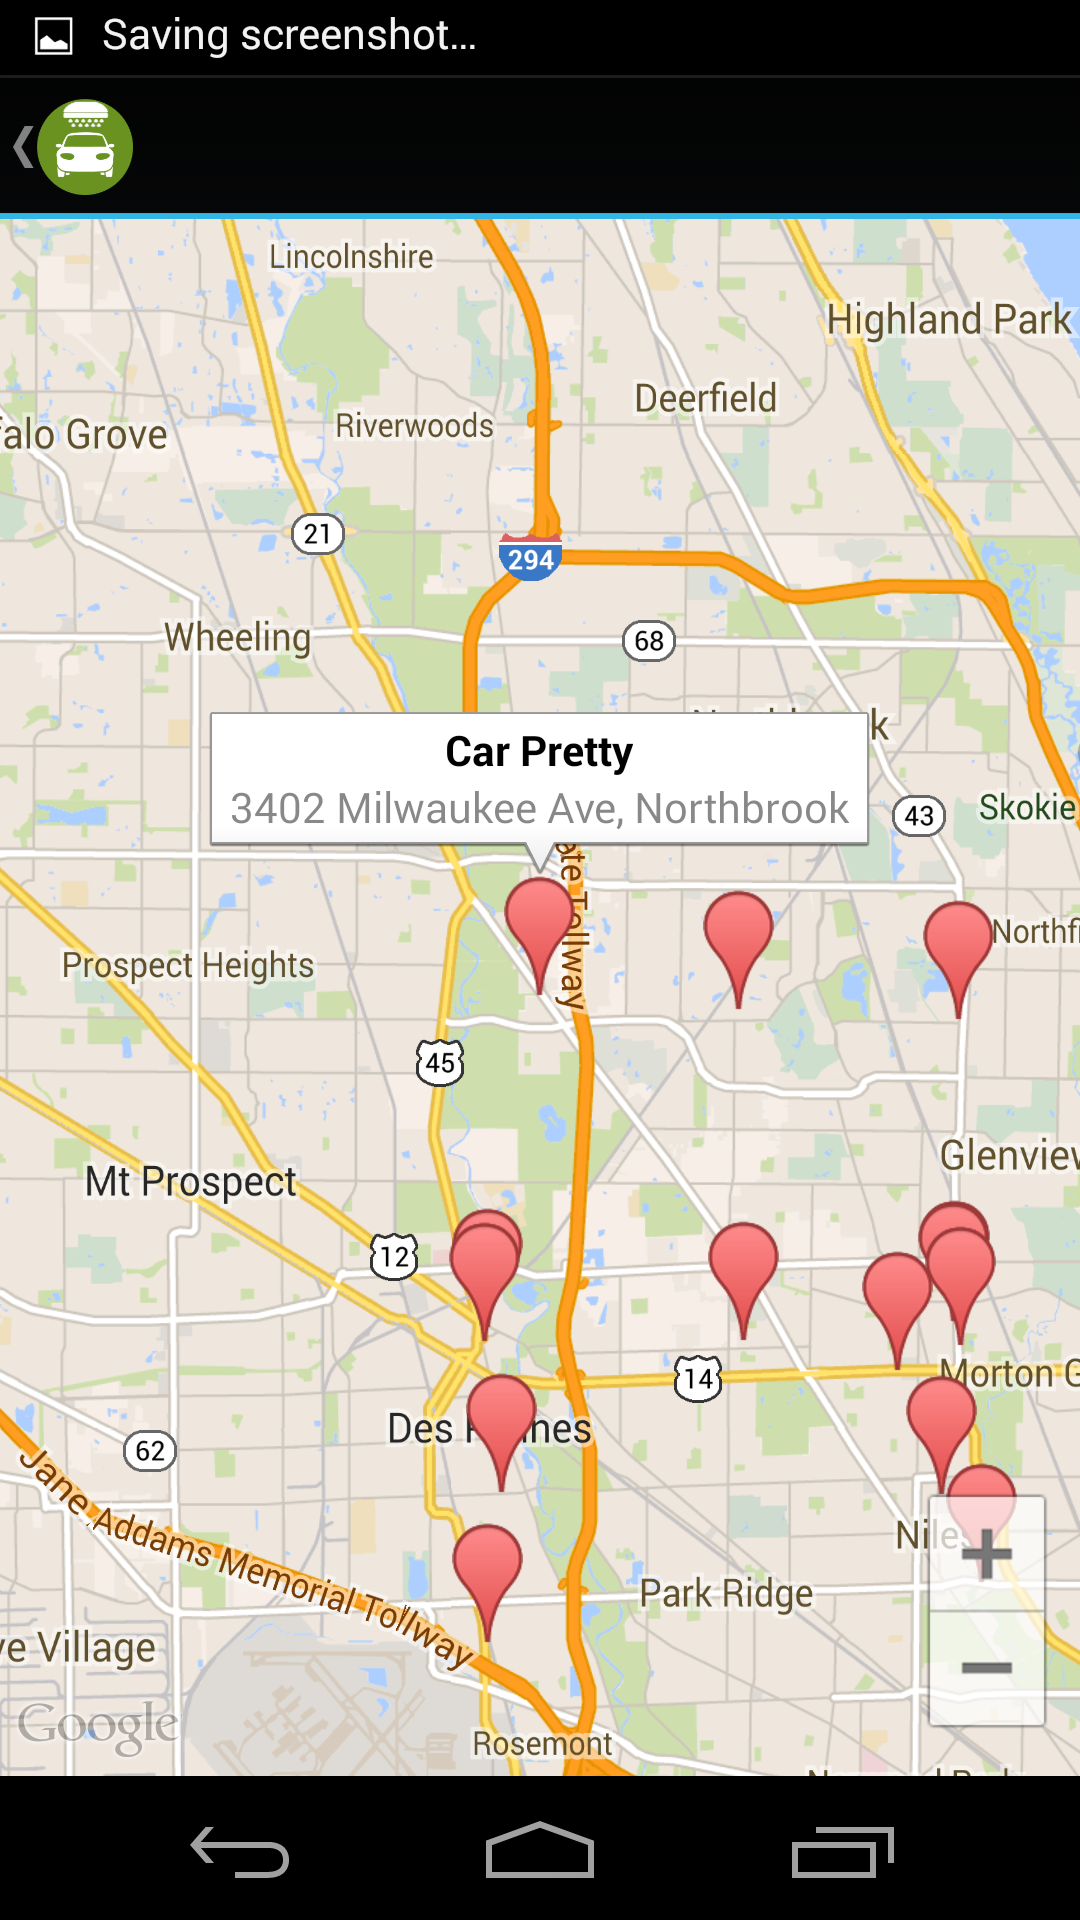 Saving screenshot...
Lincolnshire
Highland Park
Deerfield
Riverwoods
alo Grove
21
294
Wheeling
68
Car Pretty
3402 Milwaukee Ave, Northbrook
43
Skokie
Tollway
Prospect Heights
45
Mt Prospect
12
Morton G
14
Des
62
Jane Addams Memorial Tollway
Park Ridge
Village
Google
Rosemont